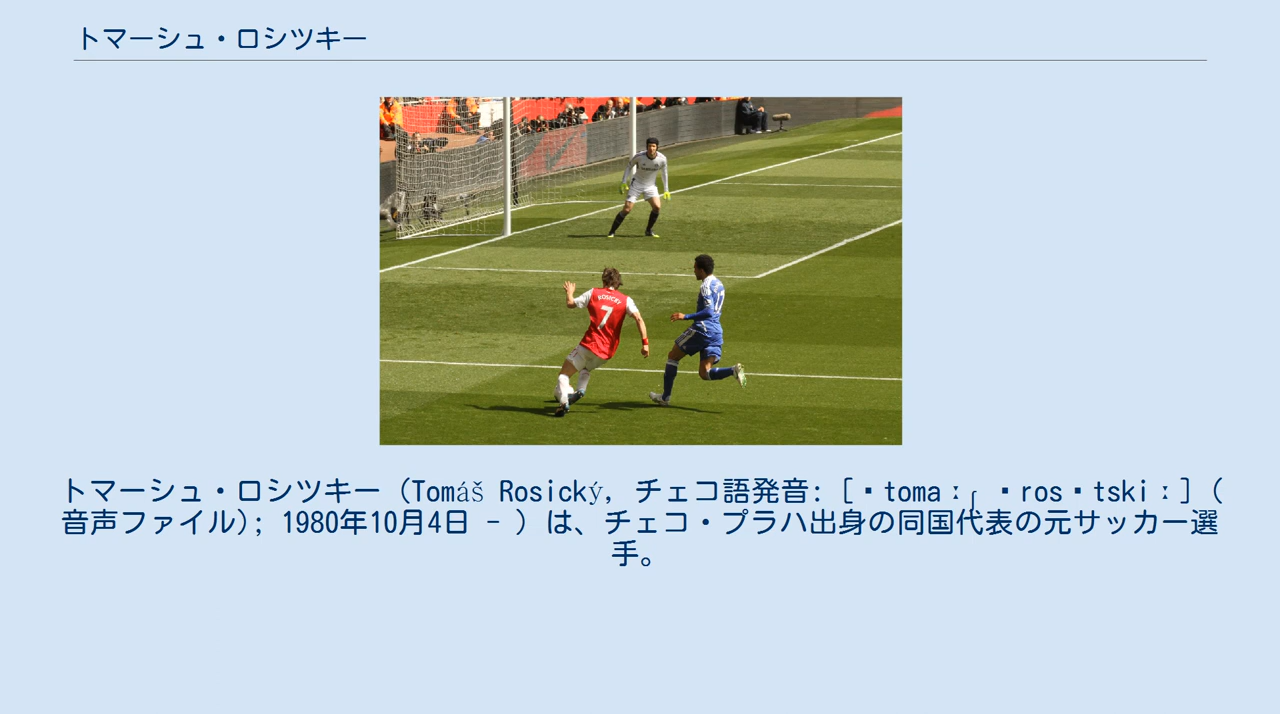 トマーシュ・ロシツキー
ROSICKY
7
17
トマーシュ・ロシツキー (Tomáš Rosický, チェコ語発音: [ˈtomaːʃ ˈrosɪtskiː] (
音声ファイル); 1980年10月4日 - ) は、チェコ・プラハ出身の同国代表の元サッカー選
手。